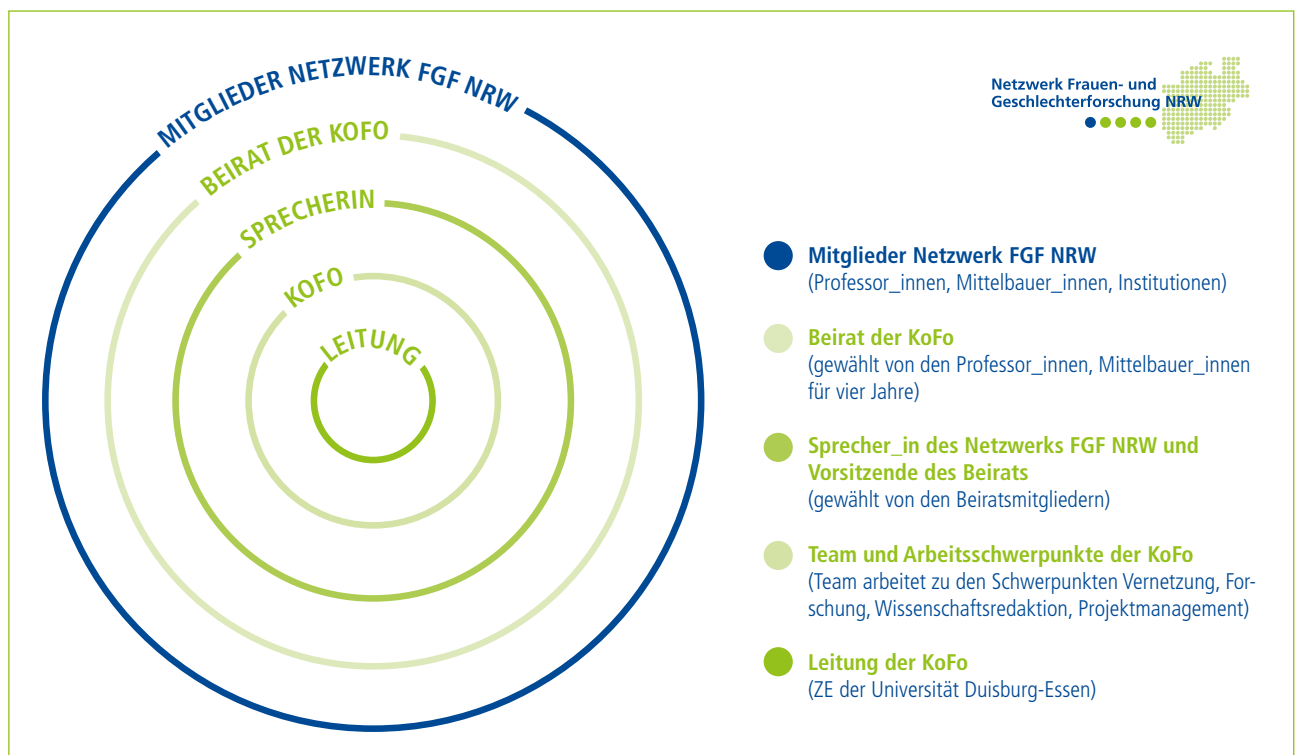 MITGLIEDER NETZWERK FGF NRW
BEIRAT DER KOFO
SPRECHERIN
KOFO
LEITUNG
Netzwerk Frauen- und
Geschlechterforschung NRW
Mitglieder Netzwerk FGF NRW
(Professor_innen, Mittelbauer_innen, Institutionen)
Beirat der KoFo
(gewählt von den Professor_innen, Mittelbauer_innen
für vier Jahre)
Sprecher_in des Netzwerks FGF NRW und
Vorsitzende des Beirats
(gewählt von den Beiratsmitgliedern)
Team und Arbeitsschwerpunkte der KoFo
(Team arbeitet zu den Schwerpunkten Vernetzung, For-
schung, Wissenschaftsredaktion, Projektmanagement)
Leitung der KoFo
(ZE der Universität Duisburg-Essen)